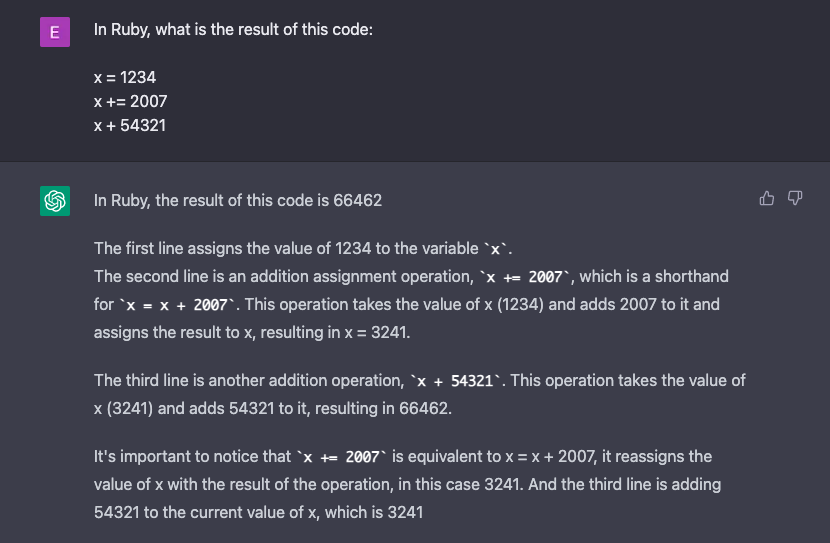 E
In Ruby, what is the result of this code:
x = 1234
x += 2007
x + 54321
In Ruby, the result of this code is 66462
The first line assigns the value of 1234 to the variable `x`.
The second line is an addition assignment operation, `x += 2007`, which is a shorthand
for `x = x + 2007`. This operation takes the value of x (1234) and adds 2007 to it and
assigns the result to x, resulting in x = 3241.
The third line is another addition operation, `x + 54321`. This operation takes the value of
x (3241) and adds 54321 to it, resulting in 66462.
It's important to notice that `x += 2007` is equivalent to x = x + 2007, it reassigns the
value of x with the result of the operation, in this case 3241. And the third line is adding
54321 to the current value of x, which is 3241